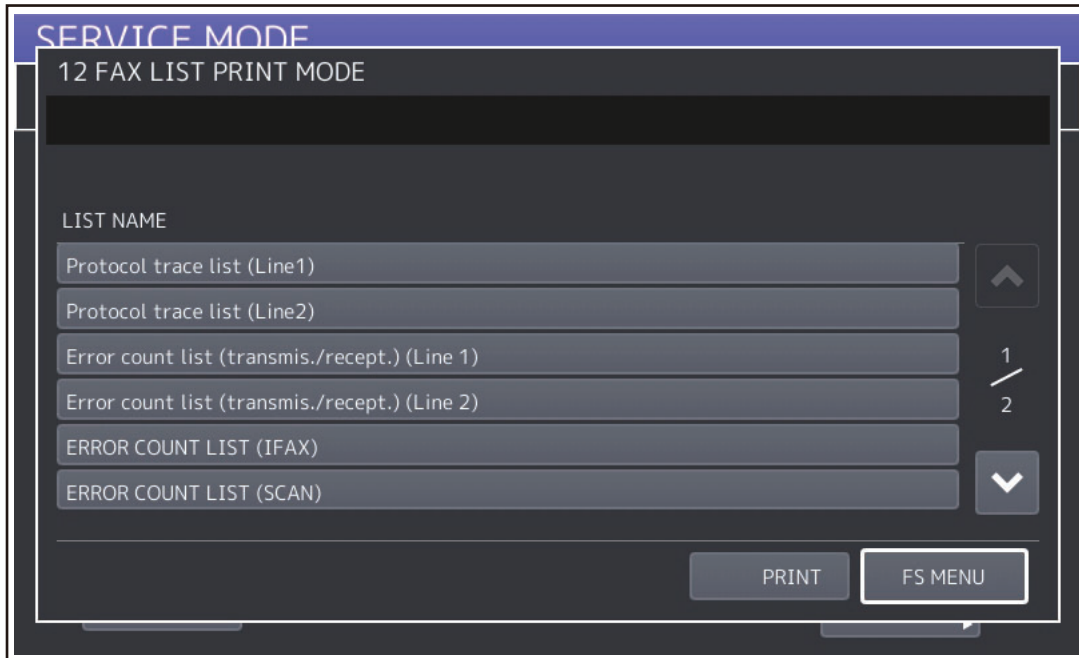 SERVICE MODE
12 FAX LIST PRINT MODE
LIST NAME
Protocol trace list (Line1)
Protocol trace list (Line2)
Error count list (transmis./recept.) (Line 1)
Error count list (transmis./recept.) (Line 2)
1
2
ERROR COUNT LIST (IFAX)
ERROR COUNT LIST (SCAN)
PRINT
FS MENU